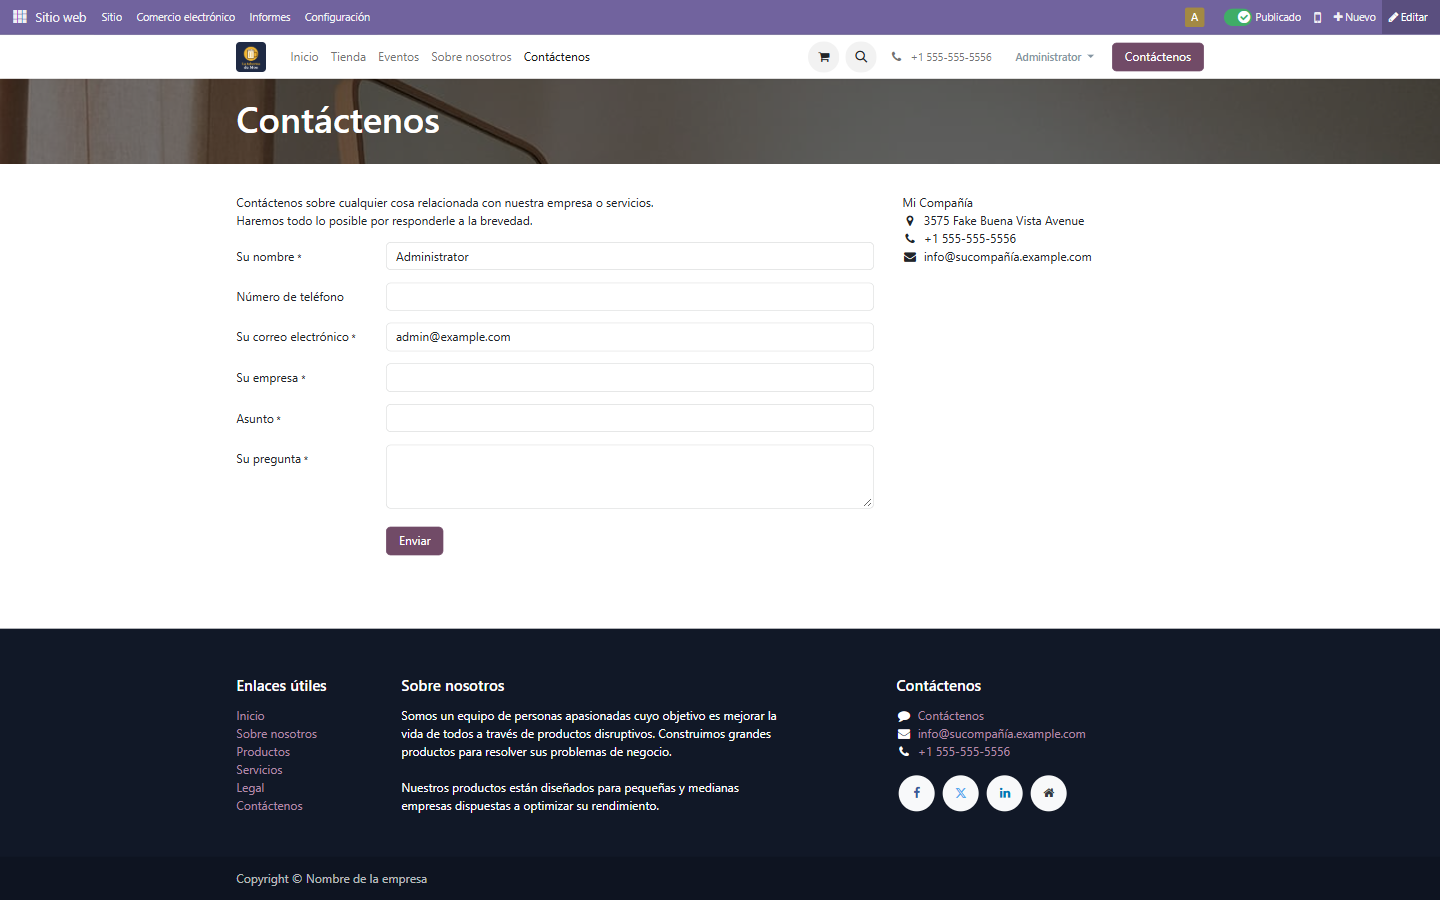 Sitio web Sitio Comercio electrónico Informes Configuración A Publicado Nuevo Editar
Inicio Tienda Eventos Sobre nosotros Contáctenos +1 555-555-5556 Administrator Contáctenos
Contáctenos
Contáctenos sobre cualquier cosa relacionada con nuestra empresa o servicios.
Haremos todo lo posible por responderle a la brevedad.
Su nombre * Administrator
Número de teléfono
Su correo electrónico * admin@example.com
Su empresa *
Asunto *
Su pregunta *
Enviar
Mi Compañía
3575 Fake Buena Vista Avenue
+1 555-555-5556
info@sucompañía.example.com
Enlaces útiles
Inicio
Sobre nosotros
Productos
Servicios
Legal
Contáctenos
Sobre nosotros
Somos un equipo de personas apasionadas cuyo objetivo es mejorar la
vida de todos a través de productos disruptivos. Construimos grandes
productos para resolver sus problemas de negocio.
Nuestros productos están diseñados para pequeñas y medianas
empresas dispuestas a optimizar su rendimiento.
Contáctenos
Contáctenos
info@sucompañía.example.com
+1 555-555-5556
Copyright © Nombre de la empresa